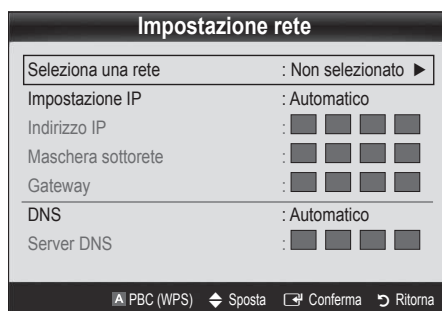 Impostazione rete
Seleziona una rete : Non selezionato ▶
Impostazione IP : Automatico
Indirizzo IP :
Maschera sottorete :
Gateway :
DNS : Automatico
Server DNS :
A PBC (WPS) Sposta Conferma Ritorna